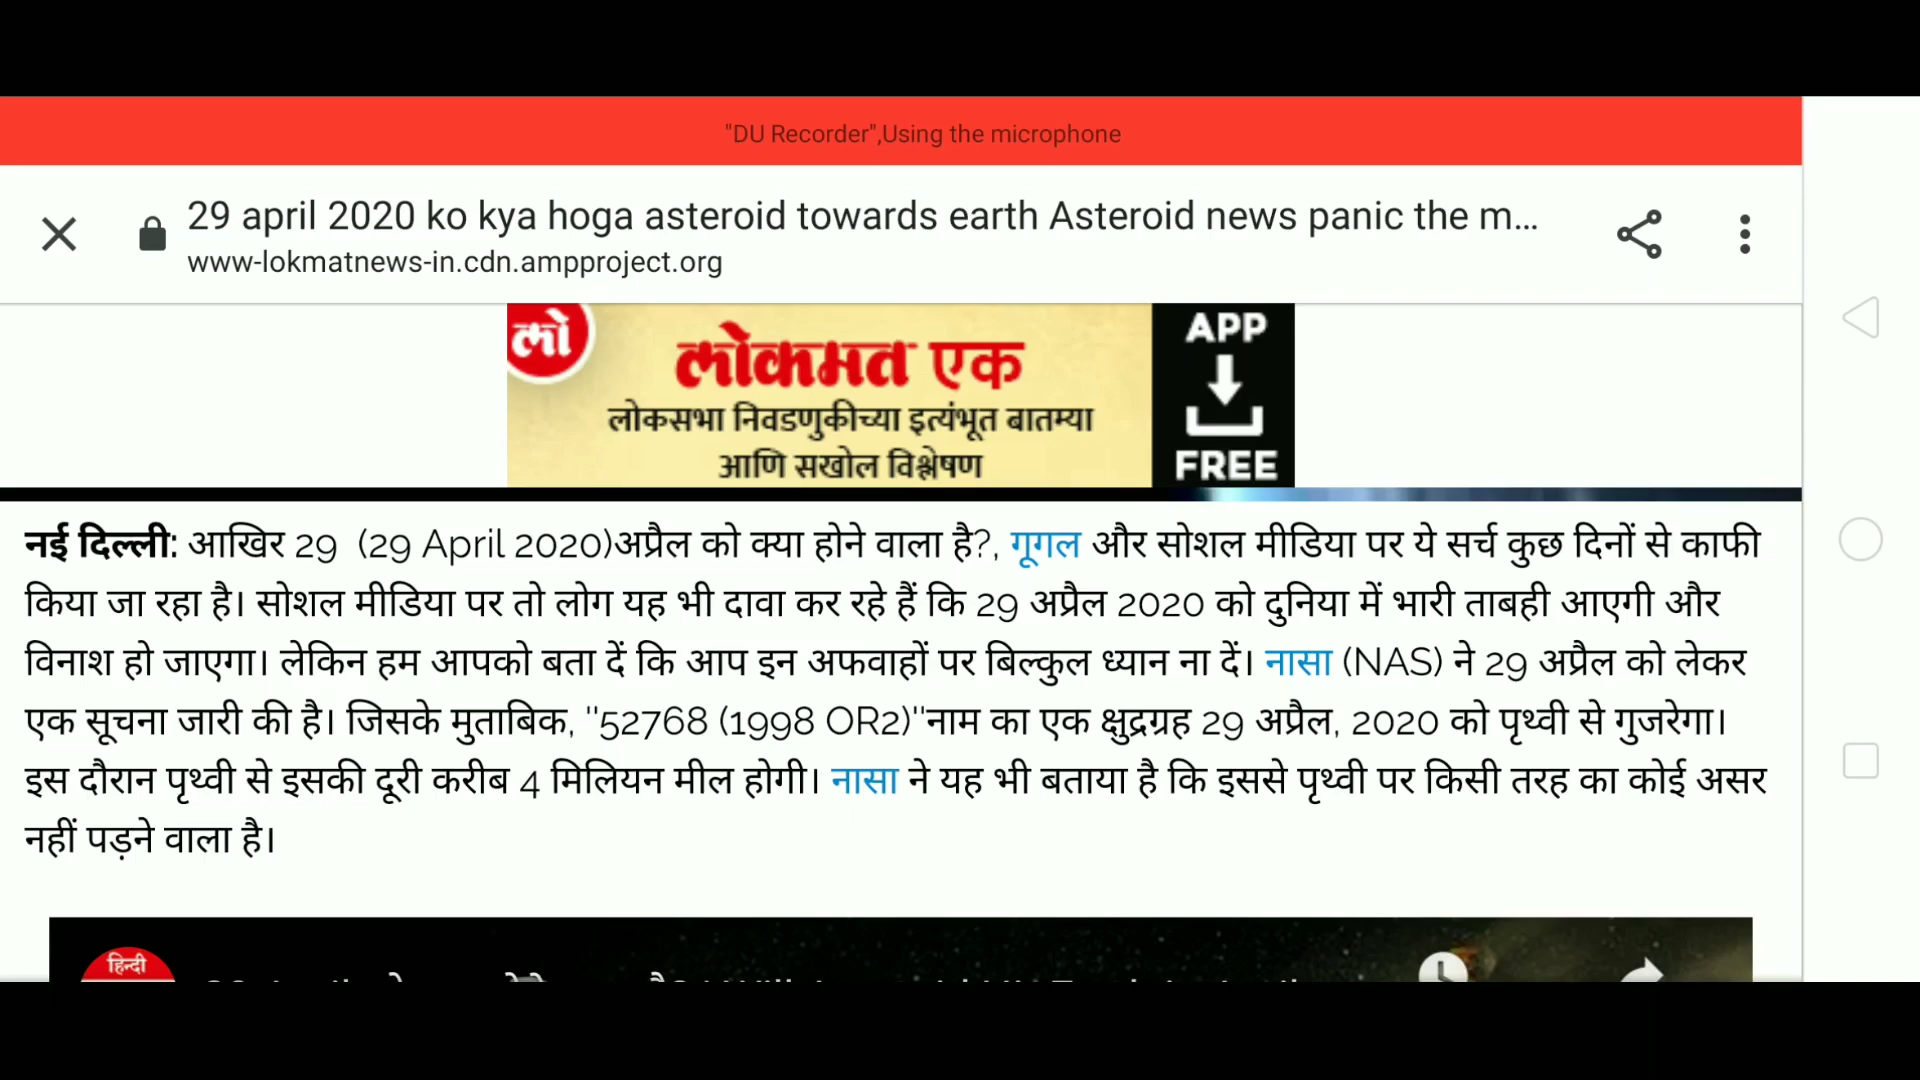 "DU Recorder",Using the microphone
29 april 2020 ko kya hoga asteroid towards earth Asteroid news panic the m...
www-lokmatnews-in.cdn.ampproject.org
लो
लोकमत एक
लोकसभा निवडणुकीच्या इत्यंभूत बातम्या
आणि सखोल विश्लेषण
APP
FREE
नई दिल्ली: आखिर 29 (29 April 2020)अप्रैल को क्या होने वाला है?, गूगल और सोशल मीडिया पर ये सर्च कुछ दिनों से काफी
किया जा रहा है। सोशल मीडिया पर तो लोग यह भी दावा कर रहे हैं कि 29 अप्रैल 2020 को दुनिया में भारी ताबही आएगी और
विनाश हो जाएगा। लेकिन हम आपको बता दें कि आप इन अफवाहों पर बिल्कुल ध्यान ना दें। नासा (NAS) ने 29 अप्रैल को लेकर
एक सूचना जारी की है। जिसके मुताबिक, "52768 (1998 OR2)"नाम का एक क्षुद्रग्रह 29 अप्रैल, 2020 को पृथ्वी से गुजरेगा।
इस दौरान पृथ्वी से इसकी दूरी करीब 4 मिलियन मील होगी। नासा ने यह भी बताया है कि इससे पृथ्वी पर किसी तरह का कोई असर
नहीं पड़ने वाला है।
हिन्दी